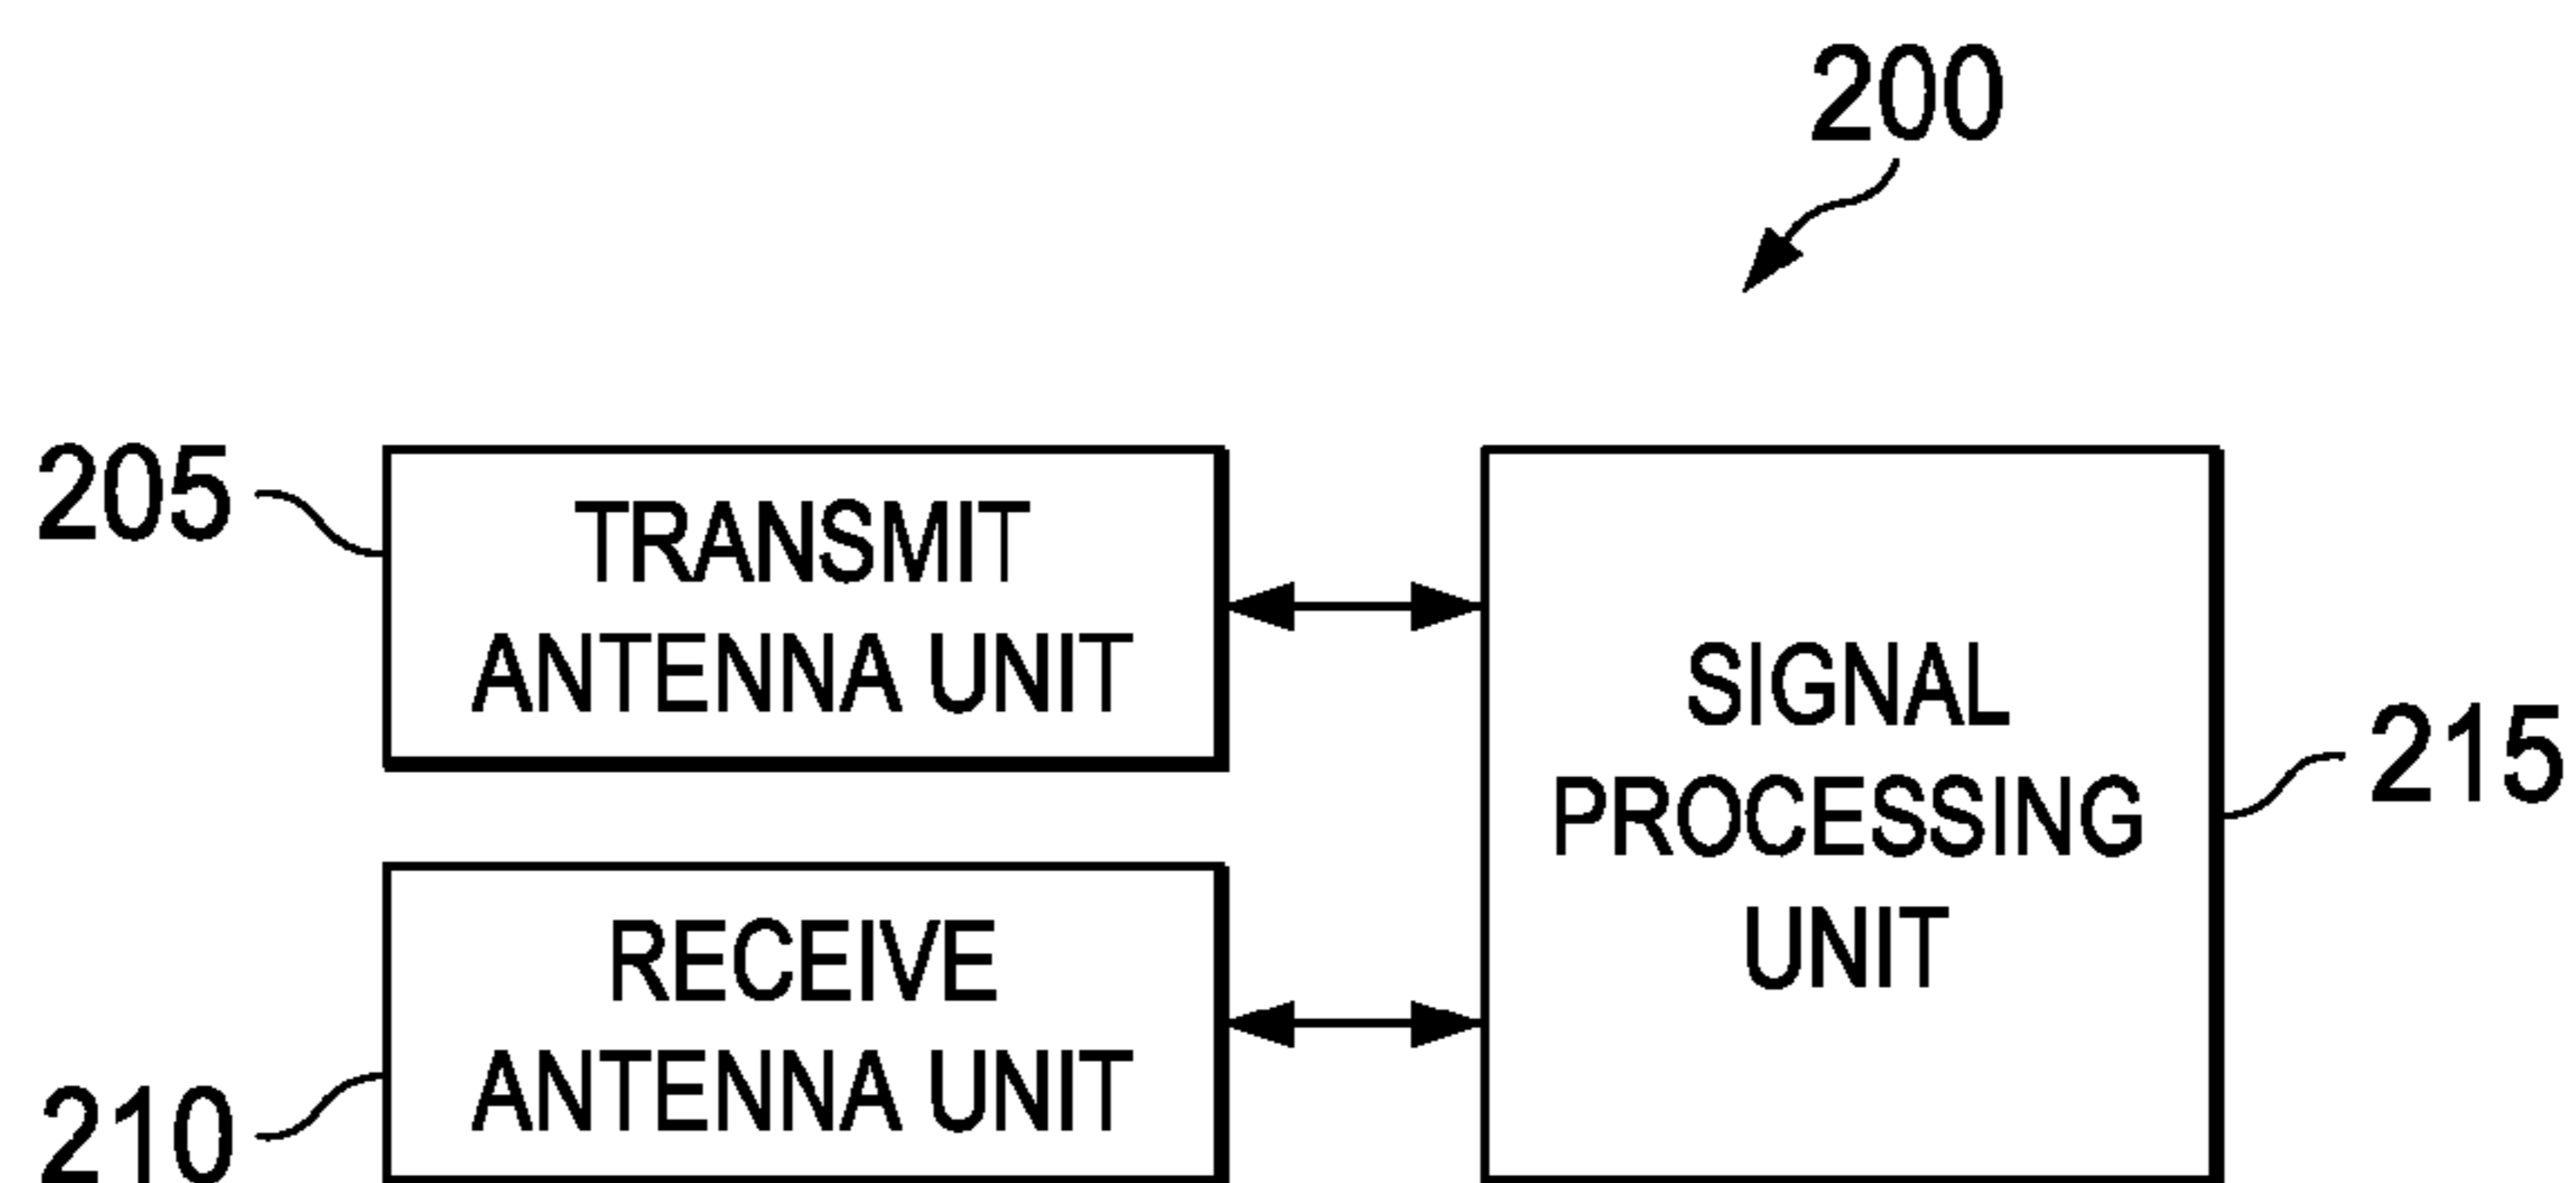 200
205
TRANSMIT
ANTENNA UNIT
SIGNAL
PROCESSING
UNIT
215
RECEIVE
ANTENNA UNIT
210